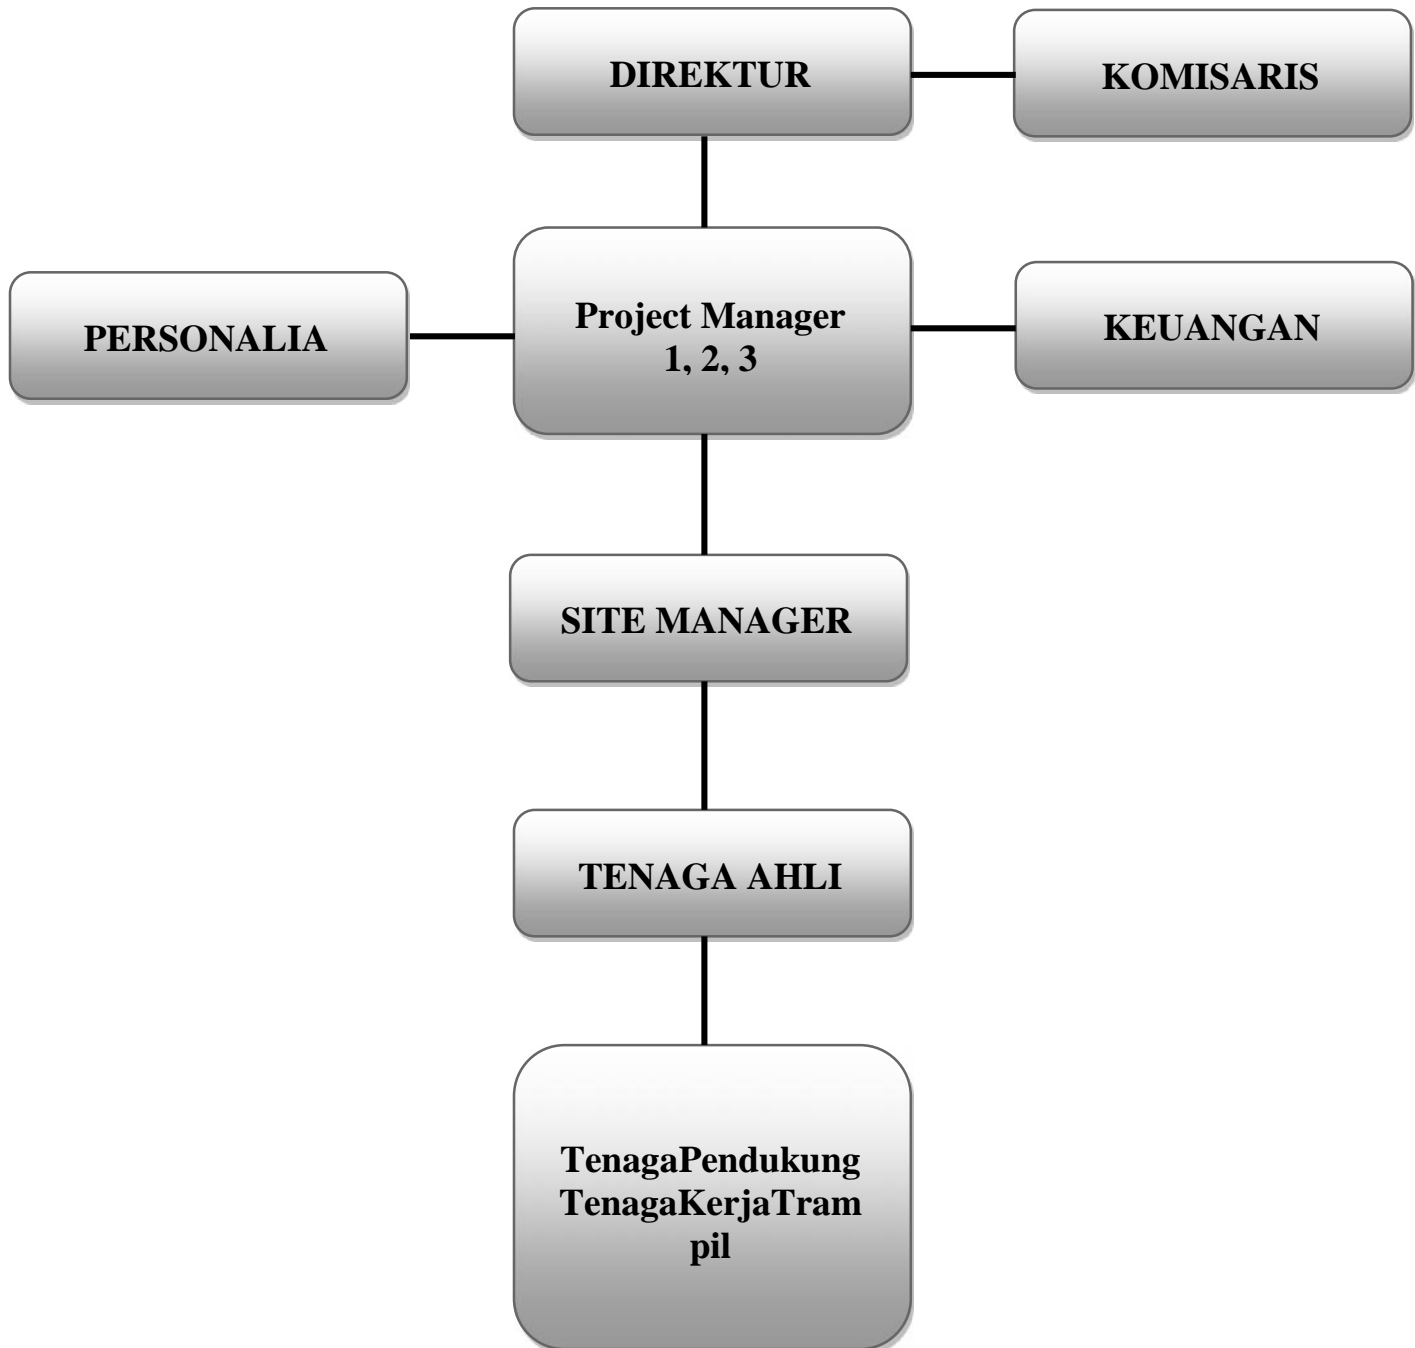 DIREKTUR
KOMISARIS
PERSONALIA
Project Manager
1, 2, 3
KEUANGAN
SITE MANAGER
TENAGA AHLI
TenagaPendukung
TenagaKerjaTram
pil